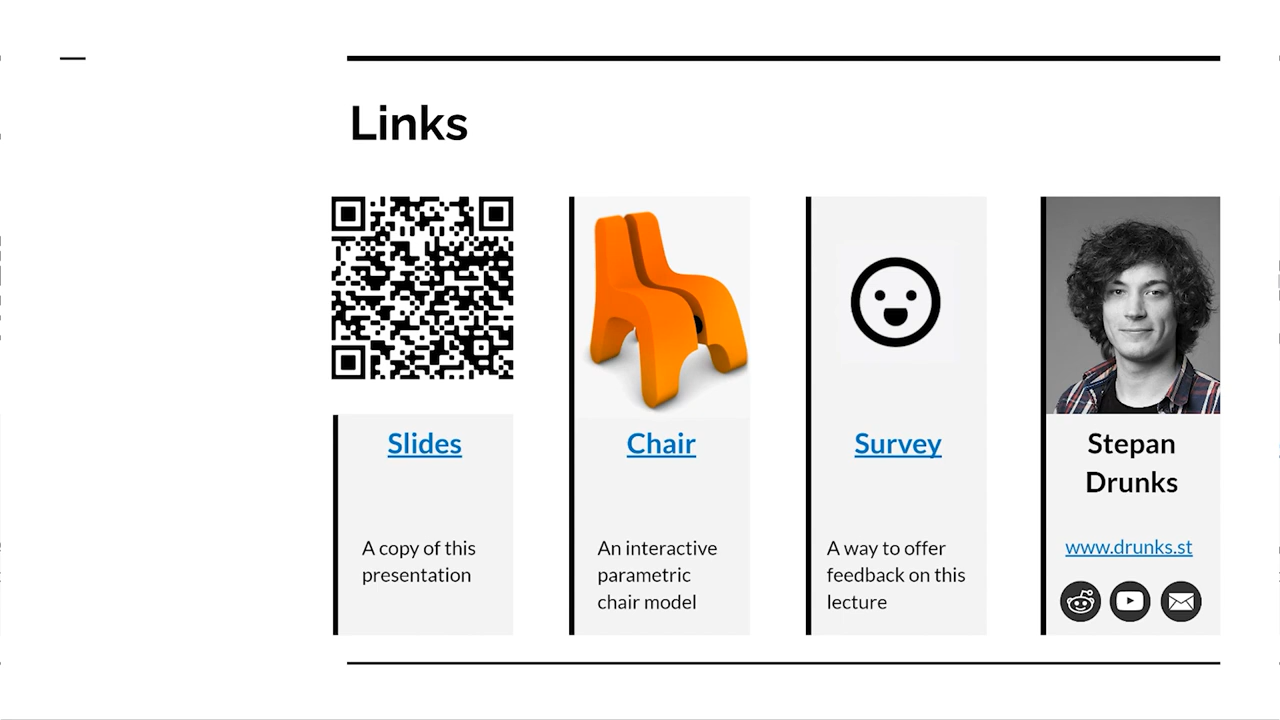 Links
Slides
A copy of this
presentation
Chair
An interactive
parametric
chair model
Survey
A way to offer
feedback on this
lecture
Stepan
Drunks
www.drunks.st